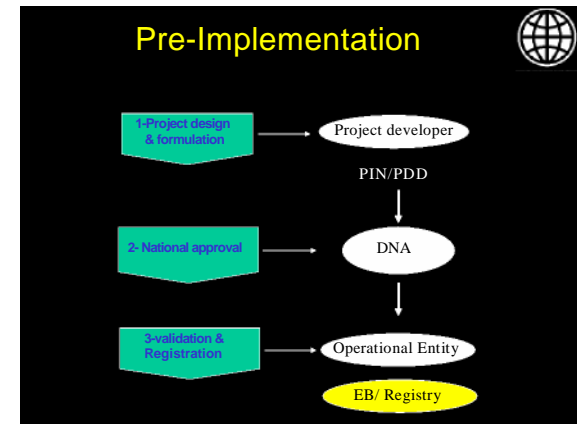 Pre-Implementation
1-Project design
& formulation
Project developer
PIN/PDD
2- National approval
DNA
3-validation &
Registration
Operational Entity
EB/ Registry